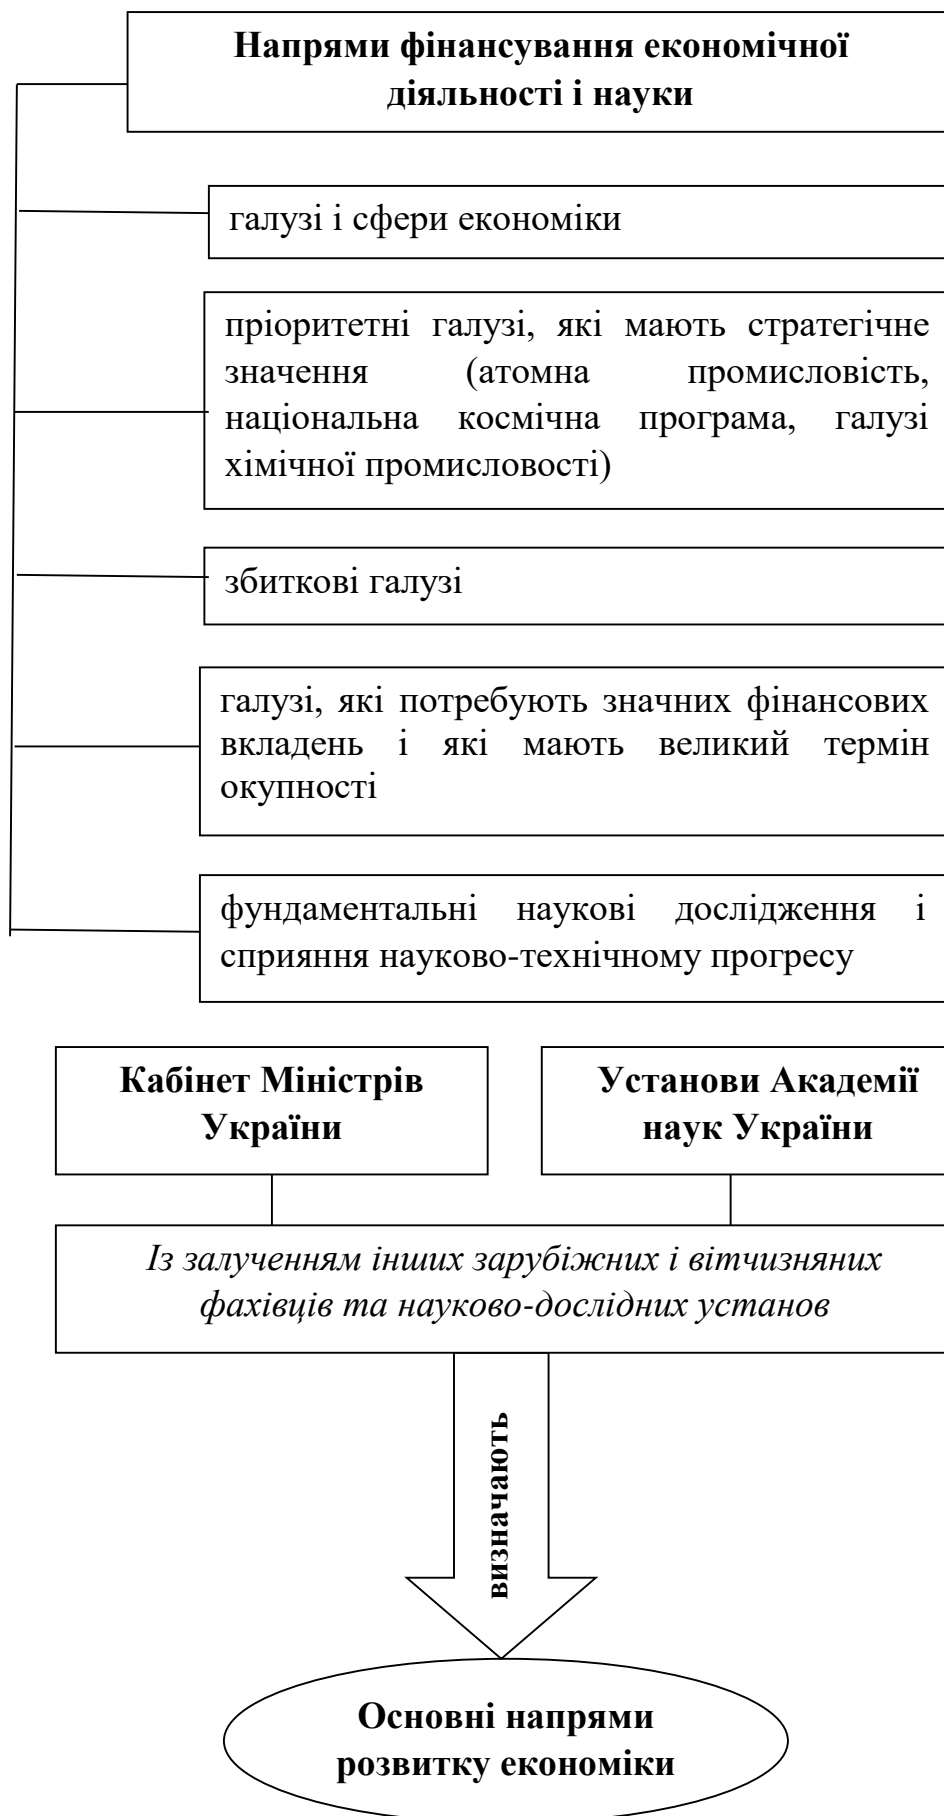 Напрями фінансування економічної
діяльності і науки
галузі і сфери економіки
пріоритетні галузі, які мають стратегічне
значення (атомна промисловість,
національна космічна програма, галузі
хімічної промисловості)
збиткові галузі
галузі, які потребують значних фінансових
вкладень і які мають великий термін
окупності
фундаментальні наукові дослідження і
сприяння науково-технічному прогресу
Кабінет Міністрів
України
Установи Академії
наук України
Із залученням інших зарубіжних і вітчизняних
фахівців та науково-дослідних установ
визначають
Основні напрями
розвитку економіки